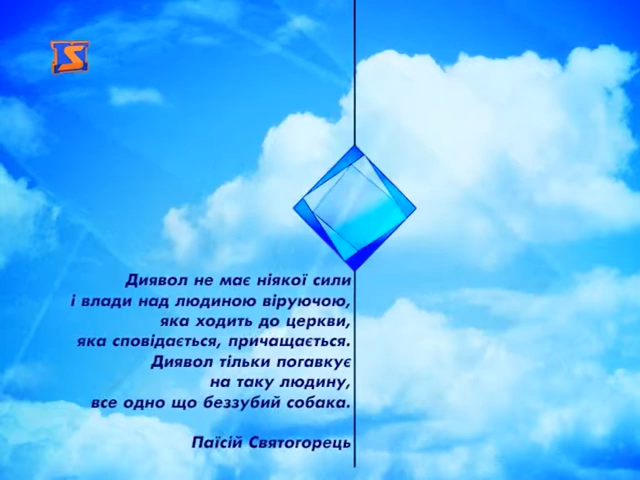 Диявол не має ніякої сили
і влади над людиною віруючою,
яка ходить до церкви,
яка сповідається, причащається.
Диявол тільки погавкує
на таку людину,
все одно що беззубий собака.
Паїсій Святогорець